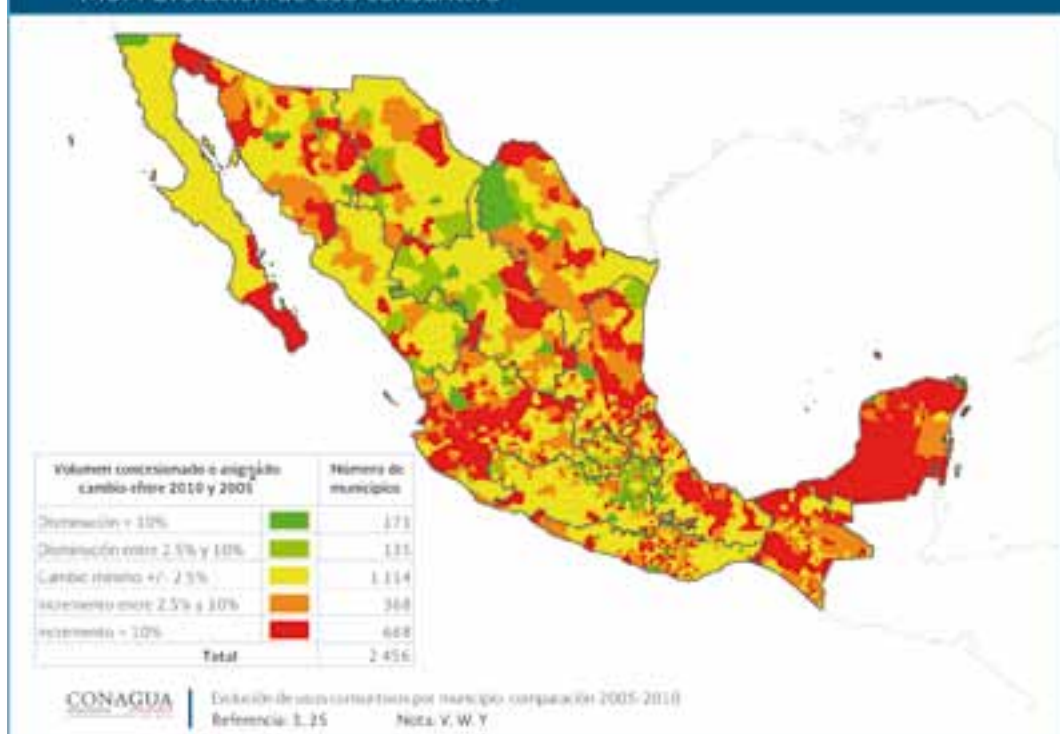 Volumen concesionado o asignado
cambio entre 2010 y 2005
Número de
municipios
Disminución > 10% 171
Disminución entre 2.5% y 10% 135
Cambio mínimo +/- 2.5% 1 114
Incremento entre 2.5% y 10% 368
Incremento > 10% 668
Total 2 456
CONAGUA
Evolución de usos consuntivos por municipio, comparación 2005-2010
Referencia: 3, 25 Nota: V, W, Y